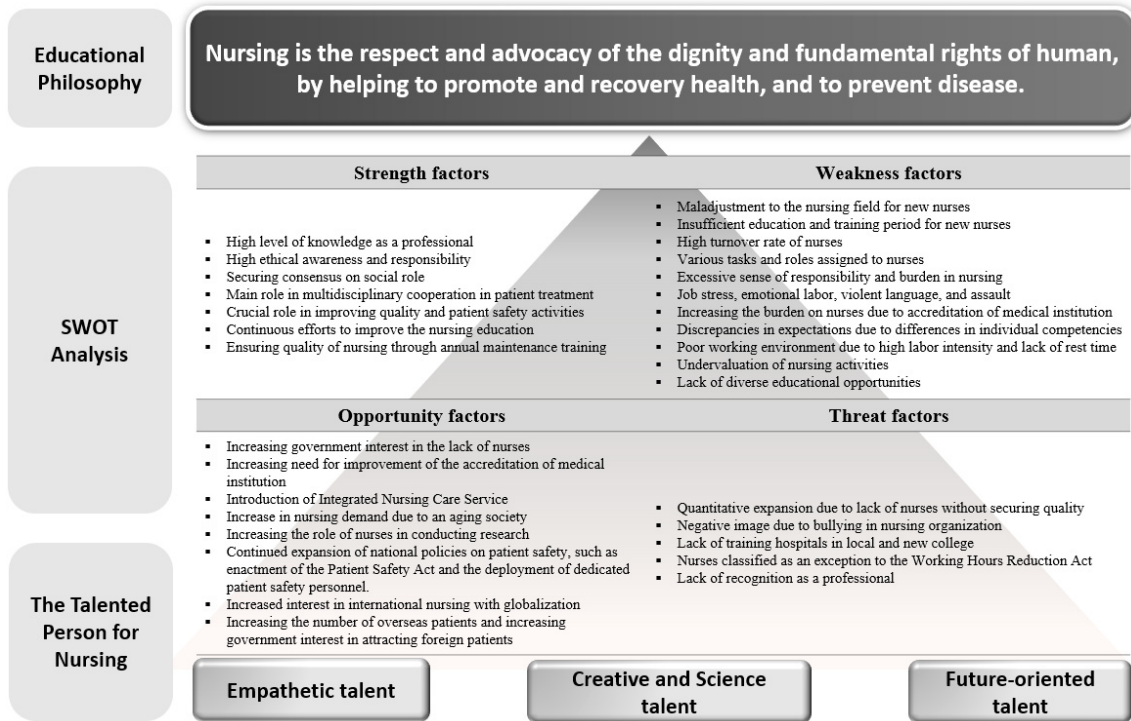 Educational
Philosophy
Nursing is the respect and advocacy of the dignity and fundamental rights of human,
by helping to promote and recovery health, and to prevent disease.
SWOT
Analysis
Strength factors
▪ High level of knowledge as a professional
▪ High ethical awareness and responsibility
▪ Securing consensus on social role
▪ Main role in multidisciplinary cooperation in patient treatment
▪ Crucial role in improving quality and patient safety activities
▪ Continuous efforts to improve the nursing education
▪ Ensuring quality of nursing through annual maintenance training
Weakness factors
▪ Maladjustment to the nursing field for new nurses
▪ Insufficient education and training period for new nurses
▪ High turnover rate of nurses
▪ Various tasks and roles assigned to nurses
▪ Excessive sense of responsibility and burden in nursing
▪ Job stress, emotional labor, violent language, and assault
▪ Increasing the burden on nurses due to accreditation of medical institution
▪ Discrepancies in expectations due to differences in individual competencies
▪ Poor working environment due to high labor intensity and lack of rest time
▪ Undervaluation of nursing activities
▪ Lack of diverse educational opportunities
Opportunity factors
▪ Increasing government interest in the lack of nurses
▪ Increasing need for improvement of the accreditation of medical
institution
▪ Introduction of Integrated Nursing Care Service
▪ Increase in nursing demand due to an aging society
▪ Increasing the role of nurses in conducting research
▪ Continued expansion of national policies on patient safety, such as
enactment of the Patient Safety Act and the deployment of dedicated
patient safety personnel.
▪ Increased interest in international nursing with globalization
▪ Increasing the number of overseas patients and increasing
government interest in attracting foreign patients
Threat factors
▪ Quantitative expansion due to lack of nurses without securing quality
▪ Negative image due to bullying in nursing organization
▪ Lack of training hospitals in local and new college
▪ Nurses classified as an exception to the Working Hours Reduction Act
▪ Lack of recognition as a professional
The Talented
Person for
Nursing
Empathetic talent
Creative and Science
talent
Future-oriented
talent